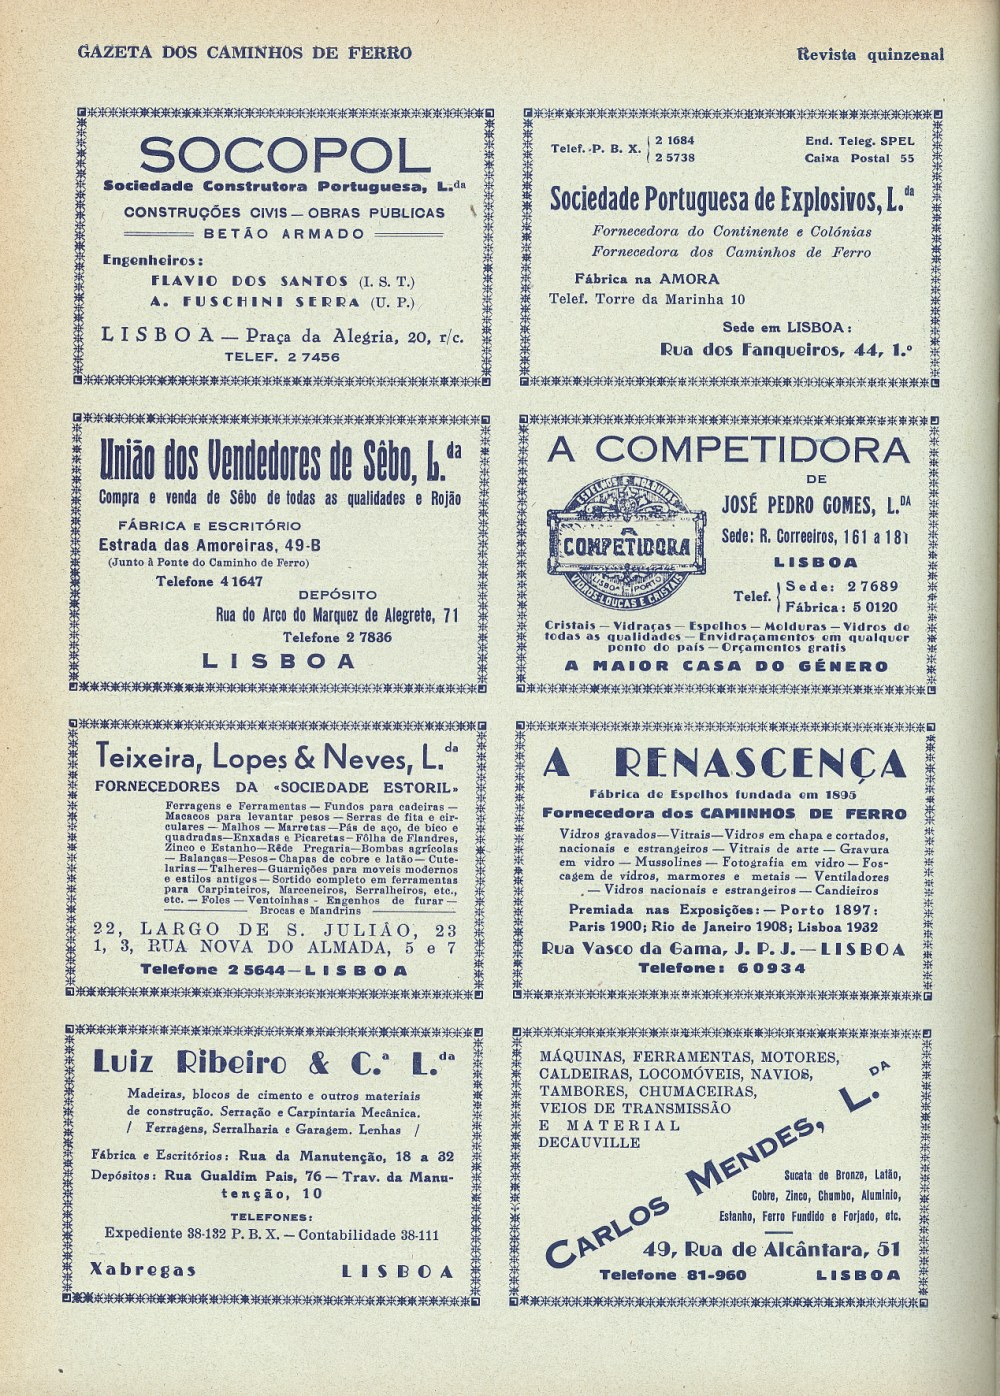 GAZETA DOS CAMINHOS DE FERRO
Revista quinzenal
SOCOPOL
Sociedade Construtora Portuguesa, L.da
CONSTRUÇÕES CIVIS — OBRAS PUBLICAS
BETÃO ARMADO
Engenheiros:
FLAVIO DOS SANTOS (I. S. T.)
A. FUSCHINI SERRA (U. P.)
LISBOA — Praça da Alegria, 20, r/c.
TELEF. 2 7456
Telef.-P. B. X. 2 1684
2 5738
End. Teleg. SPEL
Caixa Postal 55
Sociedade Portuguesa de Explosivos, L.da
Fornecedora do Continente e Colónias
Fornecedora dos Caminhos de Ferro
Fábrica na AMORA
Telef. Torre da Marinha 10
Sede em LISBOA:
Rua dos Fanqueiros, 44, 1.º
União dos Vendedores de Sêbo, L.da
Compra e venda de Sêbo de todas as qualidades e Rojão
FÁBRICA E ESCRITÓRIO
Estrada das Amoreiras, 49-B
(Junto à Ponte do Caminho de Ferro)
Telefone 4 1647
DEPÓSITO
Rua do Arco do Marquez de Alegrete, 71
Telefone 2 7836
LISBOA
A COMPETIDORA
DE
JOSÉ PEDRO GOMES, L.DA
Sede: R. Correeiros, 161 a 181
LISBOA
Telef. Sede: 2 7689
Fábrica: 5 0120
ESPELHOS E MOLDURAS
A
COMPETIDORA
LISBOA PORTO
VIDROS LOUÇAS E CRISTAIS
Cristais — Vidraças — Espelhos — Molduras — Vidros de
todas as qualidades — Envidraçamentos em qualquer
ponto do país — Orçamentos gratis
A MAIOR CASA DO GÉNERO
Teixeira, Lopes & Neves, L.da
FORNECEDORES DA «SOCIEDADE ESTORIL»
Ferragens e Ferramentas — Fundos para cadeiras —
Macacos para levantar pesos — Serras de fita e cir-
culares — Malhos — Marretas — Pás de aço, de bico e
quadradas — Enxadas e Picaretas — Fôlha de Flandres,
Zinco e Estanho — Rêde Pregaria — Bombas agrícolas
— Balanças — Pesos — Chapas de cobre e latão — Cute-
larias — Talheres — Guarnições para moveis modernos
e estilos antigos — Sortido completo em ferramentas
para Carpinteiros, Marceneiros, Serralheiros, etc.,
etc. — Foles — Ventoínhas - Engenhos de furar —
Brocas e Mandrins
22, LARGO DE S. JULIÃO, 23
1, 3, RUA NOVA DO ALMADA, 5 e 7
Telefone 2 5644 — LISBOA
A RENASCENÇA
Fábrica de Espelhos fundada em 1895
Fornecedora dos CAMINHOS DE FERRO
Vidros gravados — Vitrais — Vidros em chapa e cortados,
nacionais e estrangeiros — Vitrais de arte — Gravura
em vidro — Mussolines — Fotografia em vidro — Fos-
cagem de vidros, marmores e metais — Ventiladores
— Vidros nacionais e estrangeiros — Candieiros
Premiada nas Exposições: — Porto 1897:
Paris 1900; Rio de Janeiro 1908; Lisboa 1932
Rua Vasco da Gama, J. P. J. — LISBOA
Telefone: 6 0934
Luiz Ribeiro & C.ª L.da
Madeiras, blocos de cimento e outros materiais
de construção. Serração e Carpintaria Mecânica.
/ Ferragens, Serralharia e Garagem. Lenhas /
Fábrica e Escritórios: Rua da Manutenção, 18 a 32
Depósitos: Rua Gualdim Pais, 76 — Trav. da Manu-
tenção, 10
TELEFONES:
Expediente 38-132 P. B. X. — Contabilidade 38-111
Xabregas LISBOA
MÁQUINAS, FERRAMENTAS, MOTORES,
CALDEIRAS, LOCOMÓVEIS, NAVIOS,
TAMBORES, CHUMACEIRAS,
VEIOS DE TRANSMISSÃO
E MATERIAL
DECAUVILLE
CARLOS MENDES, L.DA
Sucata de Bronze, Latão,
Cobre, Zinco, Chumbo, Aluminio,
Estanho, Ferro Fundido e Forjado, etc.
49, Rua de Alcântara, 51
Telefone 81-960 LISBOA